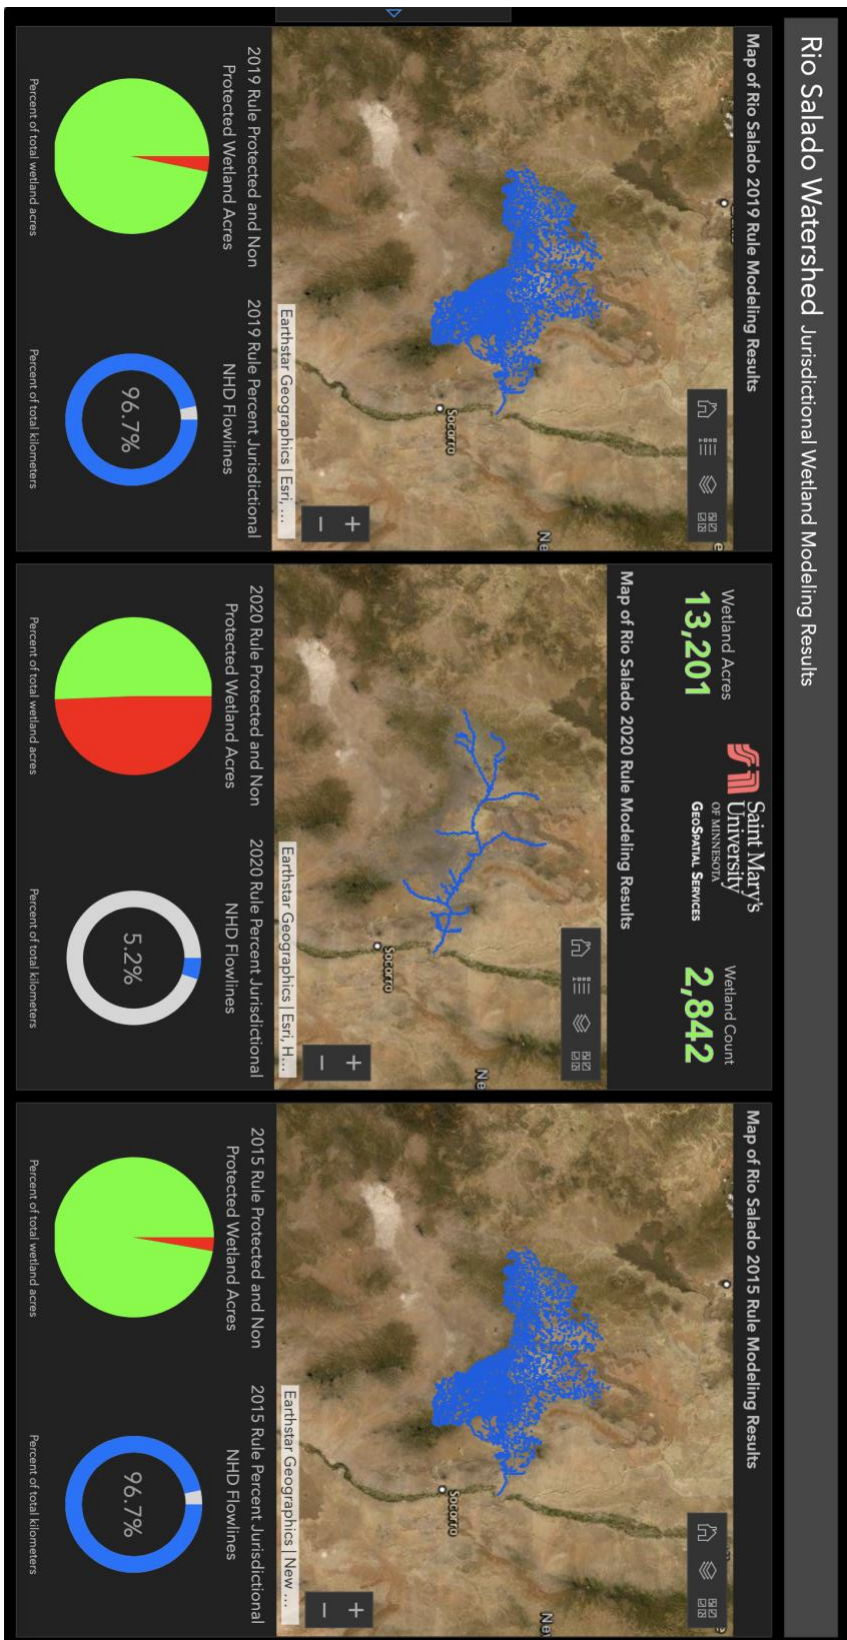 Rio Salado Watershed Jurisdictional Wetland Modeling Results
Map of Rio Salado 2019 Rule Modeling Results
Socorro
Ne
e
Earthstar Geographics | Esri, ...
+
−
2019 Rule Protected and Non
Protected Wetland Acres
Percent of total wetland acres
2019 Rule Percent Jurisdictional
NHD Flowlines
96.7%
Percent of total kilometers
Wetland Acres
13,201
Saint Mary's
University
OF MINNESOTA
GEOSPATIAL SERVICES
Wetland Count
2,842
Map of Rio Salado 2020 Rule Modeling Results
Socorro
Ne
Earthstar Geographics | Esri, H...
+
−
2020 Rule Protected and Non
Protected Wetland Acres
Percent of total wetland acres
2020 Rule Percent Jurisdictional
NHD Flowlines
5.2%
Percent of total kilometers
Map of Rio Salado 2015 Rule Modeling Results
Socorro
Nev
Earthstar Geographics | New ...
+
−
2015 Rule Protected and Non
Protected Wetland Acres
Percent of total wetland acres
2015 Rule Percent Jurisdictional
NHD Flowlines
96.7%
Percent of total kilometers